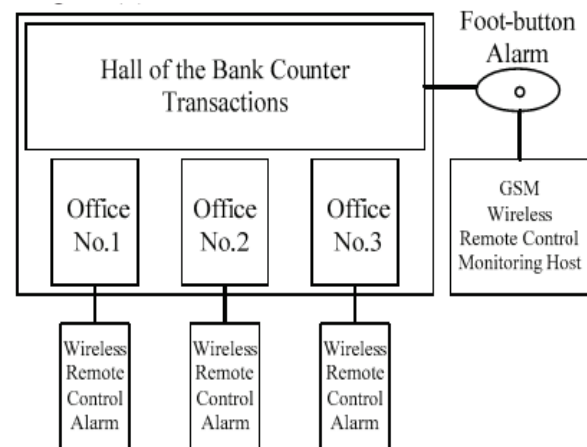 Hall of the Bank Counter
Transactions
Foot-button
Alarm
Office
No.1
Office
No.2
Office
No.3
GSM
Wireless
Remote Control
Monitoring Host
Wireless
Remote
Control
Alarm
Wireless
Remote
Control
Alarm
Wireless
Remote
Control
Alarm